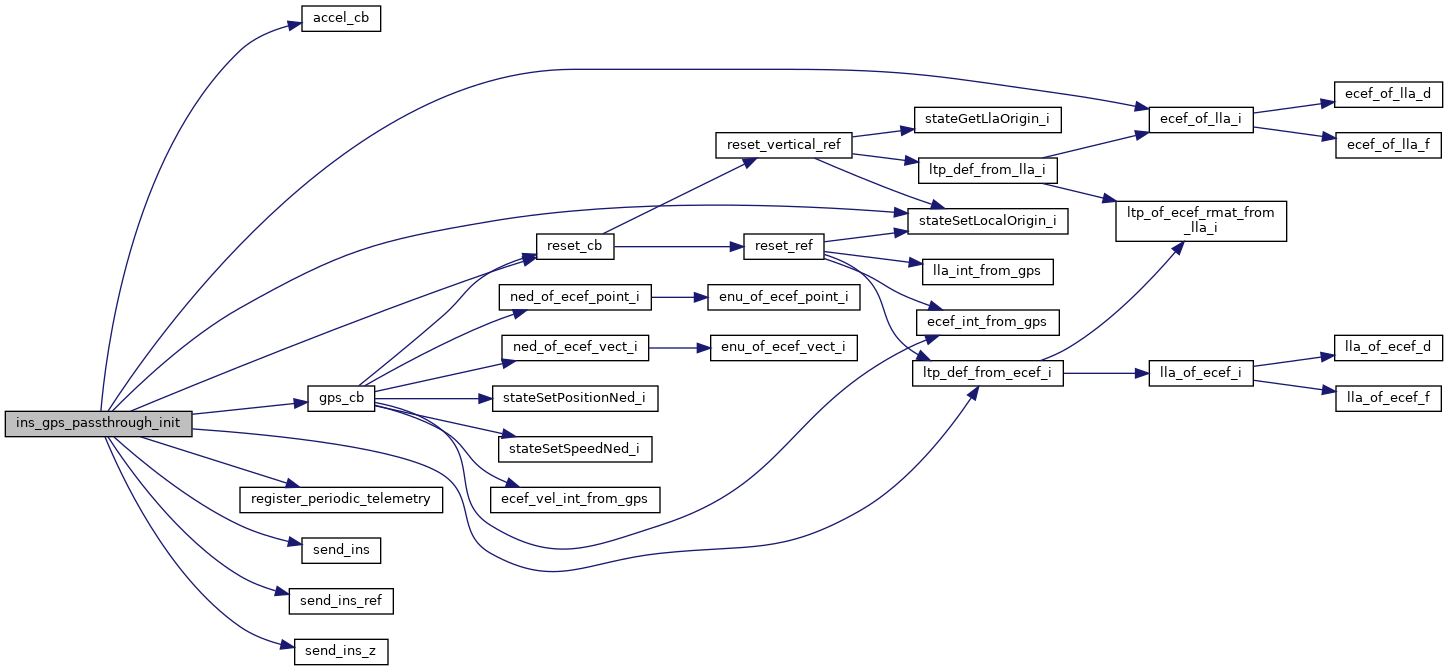 accel_cb
ecef_of_lla_d
stateGetLlaOrigin_i
ecef_of_lla_i
reset_vertical_ref
ecef_of_lla_f
ltp_def_from_lla_i
ltp_of_ecef_rmat_from
_lla_i
stateSetLocalOrigin_i
reset_cb
reset_ref
lla_int_from_gps
ned_of_ecef_point_i
enu_of_ecef_point_i
ecef_int_from_gps
ned_of_ecef_vect_i
enu_of_ecef_vect_i
lla_of_ecef_d
ltp_def_from_ecef_i
lla_of_ecef_i
gps_cb
stateSetPositionNed_i
lla_of_ecef_f
ins_gps_passthrough_init
stateSetSpeedNed_i
register_periodic_telemetry
ecef_vel_int_from_gps
send_ins
send_ins_ref
send_ins_z